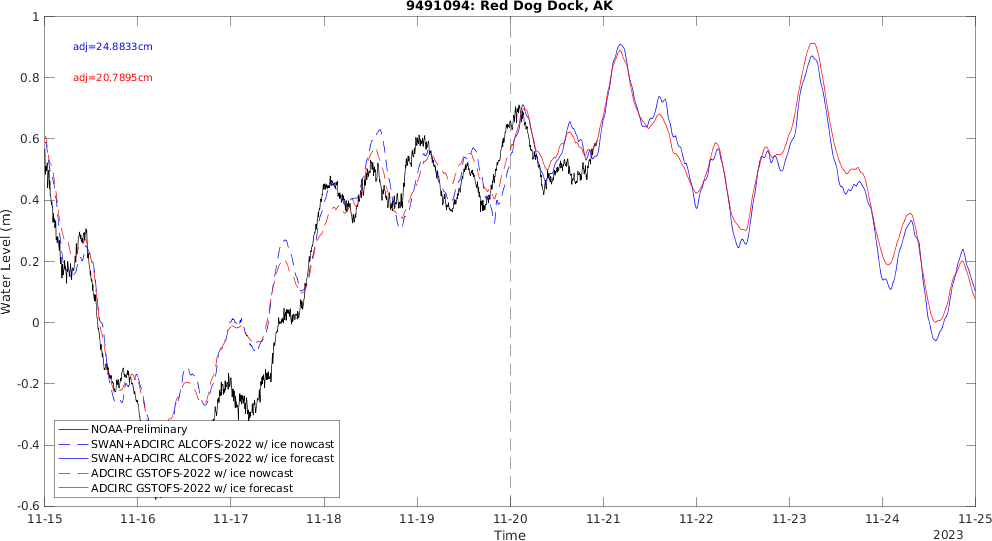 9491094: Red Dog Dock, AK
adj=24.8833cm
adj=20.7895cm
Water Level (m)
1
0.8
0.6
0.4
0.2
0
-0.2
-0.4
-0.6
NOAA-Preliminary
SWAN+ADCIRC ALCOFS-2022 w/ ice nowcast
SWAN+ADCIRC ALCOFS-2022 w/ ice forecast
ADCIRC GSTOFS-2022 w/ ice nowcast
ADCIRC GSTOFS-2022 w/ ice forecast
11-15 11-16 11-17 11-18 11-19 11-20 11-21 11-22 11-23 11-24 11-25
Time
2023